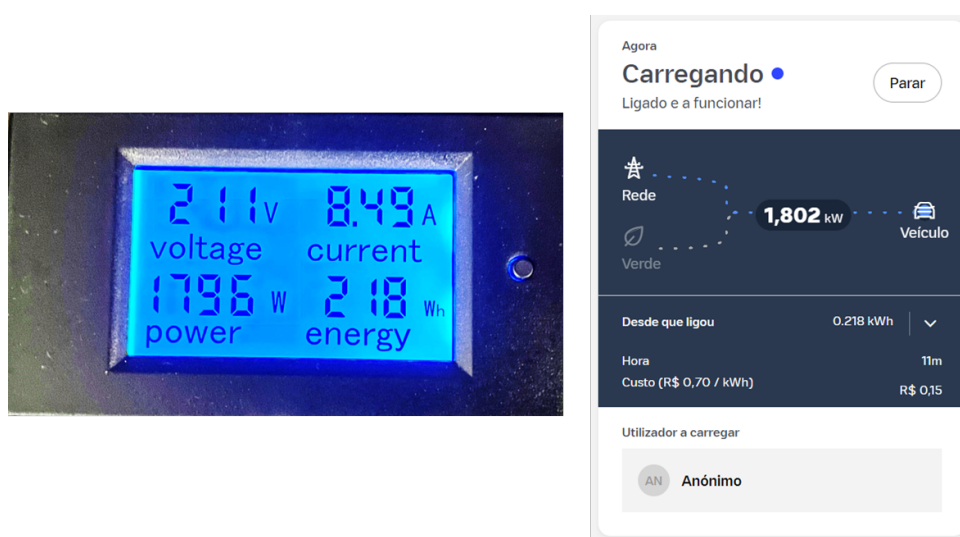 211 V 8.49 A
voltage current
1796 W 218 Wh
power energy
Agora
Carregando
Parar
Ligado e a funcionar!
Rede
1,802 kW
Veículo
Verde
Desde que ligou 0.218 kWh
Hora 11m
Custo (R$ 0,70 / kWh) R$ 0,15
Utilizador a carregar
AN Anónimo